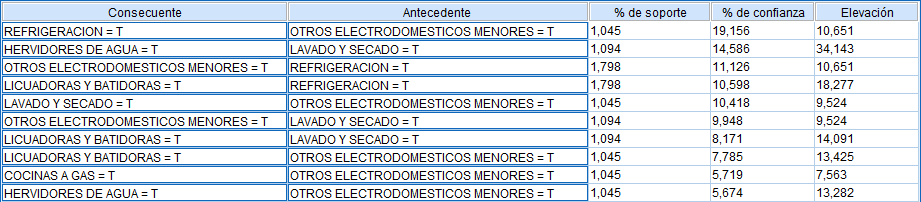 Consecuente Antecedente % de soporte % de confianza Elevación
REFRIGERACION = T OTROS ELECTRODOMESTICOS MENORES = T 1,045 19,156 10,651
HERVIDORES DE AGUA = T LAVADO Y SECADO = T 1,094 14,586 34,143
OTROS ELECTRODOMESTICOS MENORES = T REFRIGERACION = T 1,798 11,126 10,651
LICUADORAS Y BATIDORAS = T REFRIGERACION = T 1,798 10,598 18,277
LAVADO Y SECADO = T OTROS ELECTRODOMESTICOS MENORES = T 1,045 10,418 9,524
OTROS ELECTRODOMESTICOS MENORES = T LAVADO Y SECADO = T 1,094 9,948 9,524
LICUADORAS Y BATIDORAS = T LAVADO Y SECADO = T 1,094 8,171 14,091
LICUADORAS Y BATIDORAS = T OTROS ELECTRODOMESTICOS MENORES = T 1,045 7,785 13,425
COCINAS A GAS = T OTROS ELECTRODOMESTICOS MENORES = T 1,045 5,719 7,563
HERVIDORES DE AGUA = T OTROS ELECTRODOMESTICOS MENORES = T 1,045 5,674 13,282